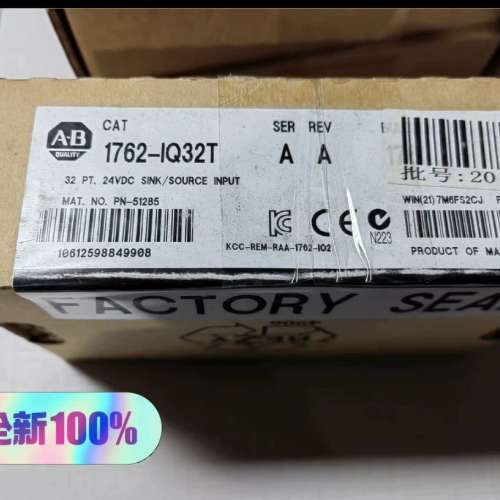 A-B
QUALITY
CAT
1762-IQ32T
SER REV
A A
32 PT. 24VDC SINK/SOURCE INPUT
MAT. NO. PN-51285
10612598849908
KCC-REM-RAA-1762-IQ2
CE
N223
批号:20
WIN(21) 7M6FS2CJ
PRODUCT OF MA
FACTORY SEA
全新100%